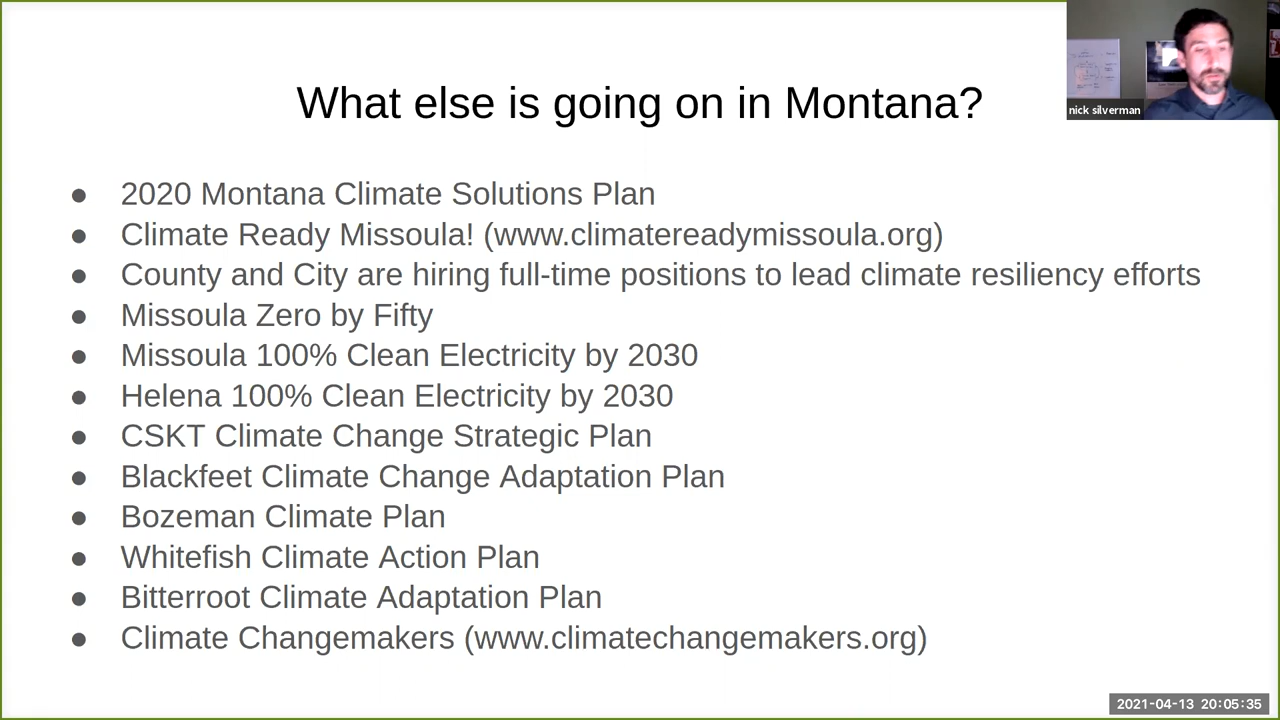 What else is going on in Montana?
nick silverman
● 2020 Montana Climate Solutions Plan
● Climate Ready Missoula! (www.climatereadymissoula.org)
● County and City are hiring full-time positions to lead climate resiliency efforts
● Missoula Zero by Fifty
● Missoula 100% Clean Electricity by 2030
● Helena 100% Clean Electricity by 2030
● CSKT Climate Change Strategic Plan
● Blackfeet Climate Change Adaptation Plan
● Bozeman Climate Plan
● Whitefish Climate Action Plan
● Bitterroot Climate Adaptation Plan
● Climate Changemakers (www.climatechangemakers.org)
2021-04-13 20:05:35